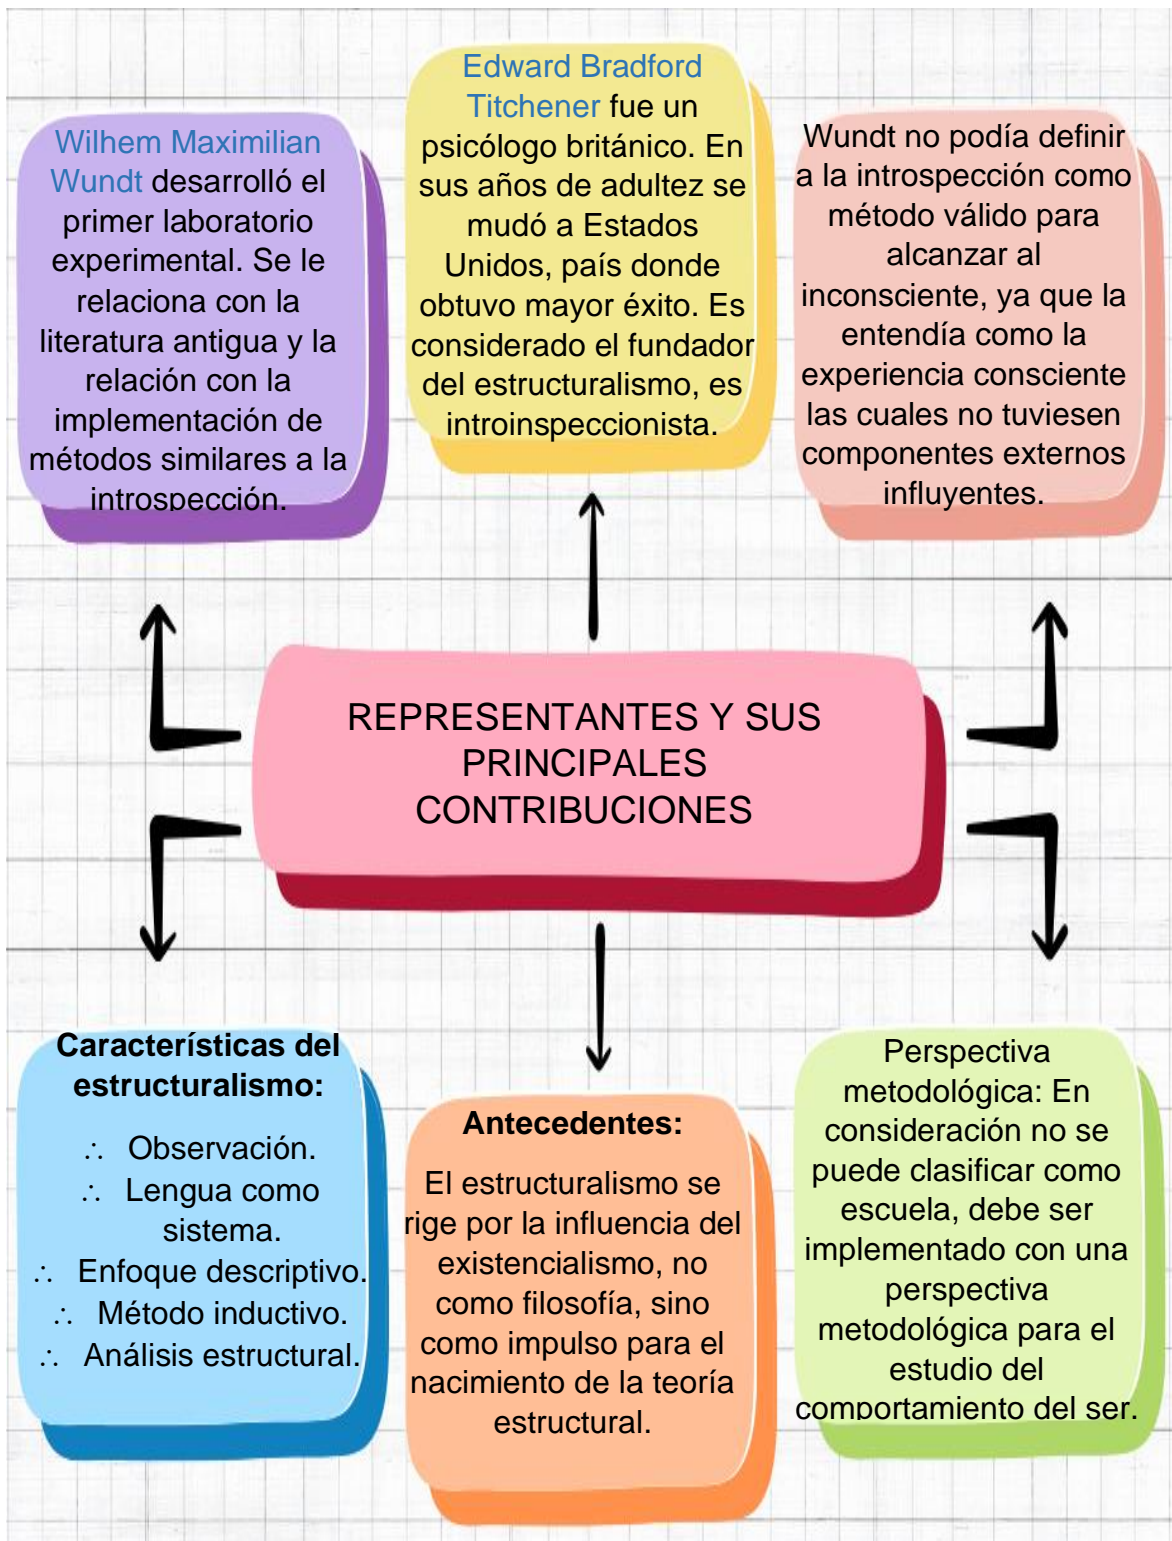 Wilhem Maximilian
Wundt desarrolló el
primer laboratorio
experimental. Se le
relaciona con la
literatura antigua y la
relación con la
implementación de
métodos similares a la
introspección.
Edward Bradford
Titchener fue un
psicólogo británico. En
sus años de adultez se
mudó a Estados
Unidos, país donde
obtuvo mayor éxito. Es
considerado el fundador
del estructuralismo, es
introinspeccionista.
Wundt no podía definir
a la introspección como
método válido para
alcanzar al
inconsciente, ya que la
entendía como la
experiencia consciente
las cuales no tuviesen
componentes externos
influyentes.
REPRESENTANTES Y SUS
PRINCIPALES
CONTRIBUCIONES
Características del
estructuralismo:
∴ Observación.
∴ Lengua como
sistema.
∴ Enfoque descriptivo.
∴ Método inductivo.
∴ Análisis estructural.
Antecedentes:
El estructuralismo se
rige por la influencia del
existencialismo, no
como filosofía, sino
como impulso para el
nacimiento de la teoría
estructural.
Perspectiva
metodológica: En
consideración no se
puede clasificar como
escuela, debe ser
implementado con una
perspectiva
metodológica para el
estudio del
comportamiento del ser.